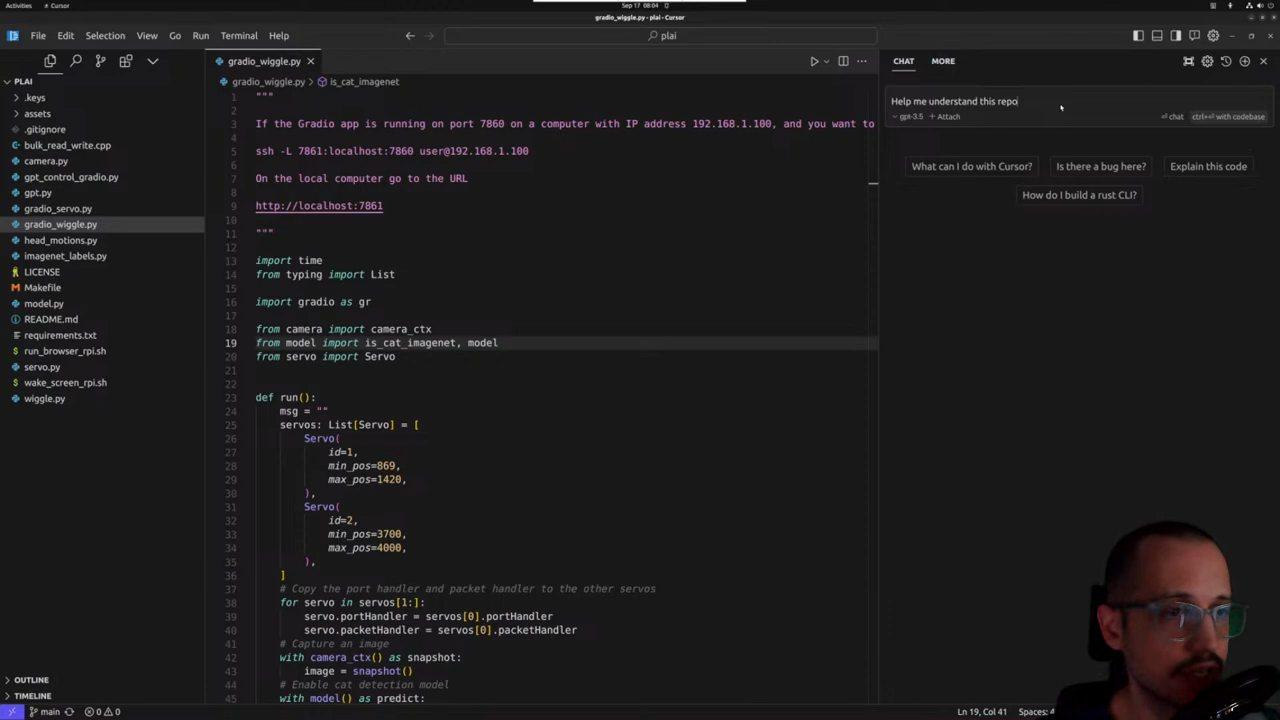 Activities
Cursor
Sep 17 08:04
gradio_wiggle.py - plai - Cursor
File Edit Selection View Go Run Terminal Help
plai
gradio_wiggle.py
CHAT MORE
PLAI
.keys
assets
.gitignore
bulk_read_write.cpp
camera.py
gpt_control_gradio.py
gpt.py
gradio_servo.py
gradio_wiggle.py
head_motions.py
imagenet_labels.py
LICENSE
Makefile
model.py
README.md
requirements.txt
run_browser_rpi.sh
servo.py
wake_screen_rpi.sh
wiggle.py
OUTLINE
TIMELINE
gradio_wiggle.py > is_cat_imagenet
1 """
2
3 If the Gradio app is running on port 7860 on a computer with IP address 192.168.1.100, and you want to
4
5 ssh -L 7861:localhost:7860 user@192.168.1.100
6
7 On the local computer go to the URL
8
9 http://localhost:7861
10
11 """
12
13 import time
14 from typing import List
15
16 import gradio as gr
17
18 from camera import camera_ctx
19 from model import is_cat_imagenet, model
20 from servo import Servo
21
22
23 def run():
24 msg = ""
25 servos: List[Servo] = [
26 Servo(
27 id=1,
28 min_pos=869,
29 max_pos=1420,
30 ),
31 Servo(
32 id=2,
33 min_pos=3700,
34 max_pos=4000,
35 ),
36 ]
37 # Copy the port handler and packet handler to the other servos
38 for servo in servos[1:]:
39 servo.portHandler = servos[0].portHandler
40 servo.packetHandler = servos[0].packetHandler
41 # Capture an image
42 with camera_ctx() as snapshot:
43 image = snapshot()
44 # Enable cat detection model
45 with model() as predict:
Help me understand this repo
gpt-3.5 + Attach
chat ctrl+⏎ with codebase
What can I do with Cursor? Is there a bug here? Explain this code
How do I build a rust CLI?
main 0 0
Ln 19, Col 41 Spaces: 4